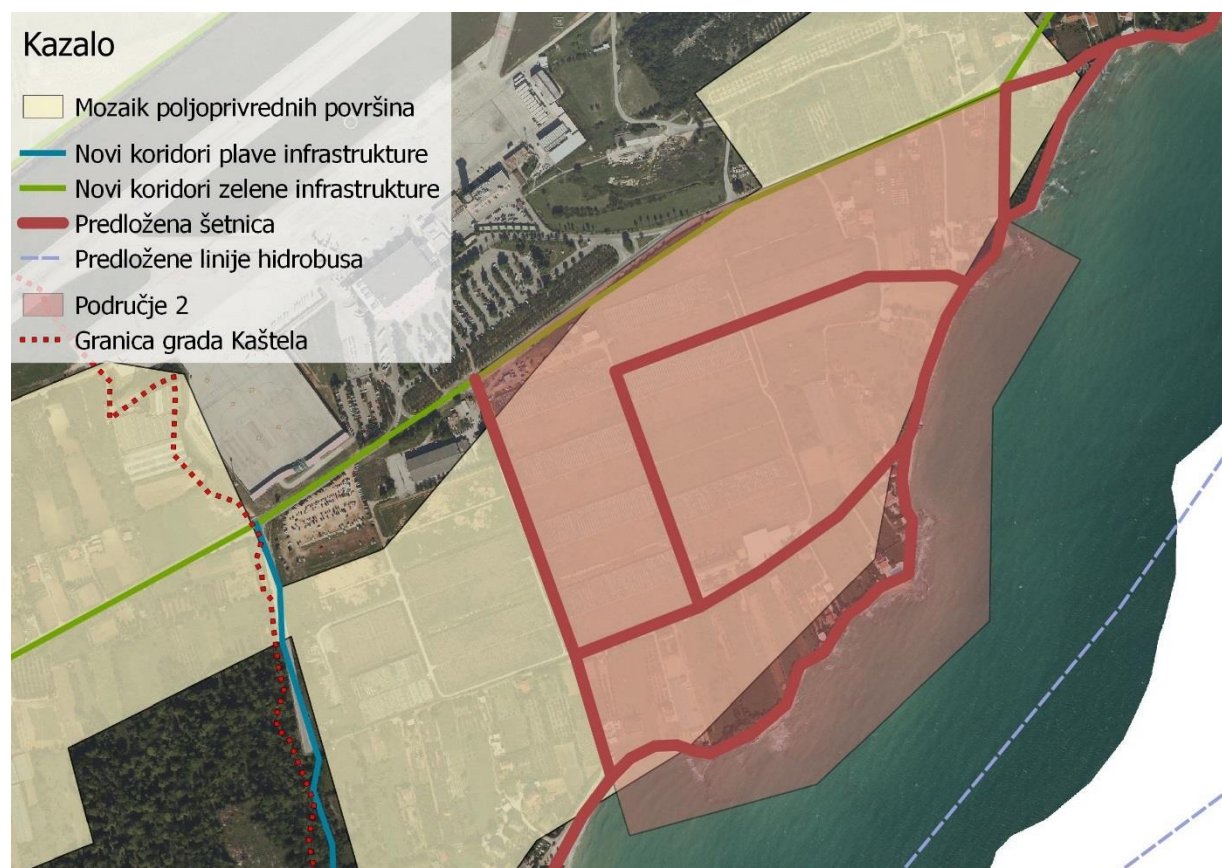 Kazalo
Mozaik poljoprivrednih površina
Novi koridori plave infrastrukture
Novi koridori zelene infrastrukture
Predložena šetnica
Predložene linije hidrobusa
Područje 2
Granica grada Kaštela